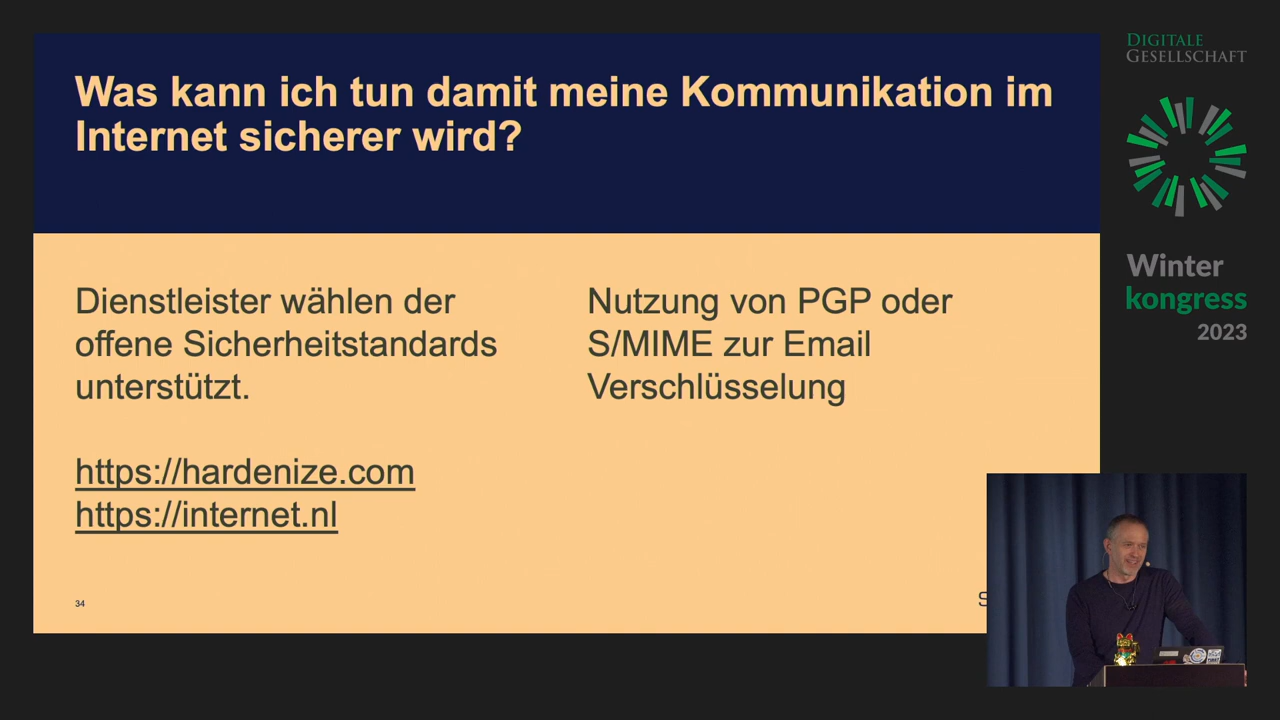 Was kann ich tun damit meine Kommunikation im
Internet sicherer wird?
Dienstleister wählen der
offene Sicherheitstandards
unterstützt.
https://hardenize.com
https://internet.nl
Nutzung von PGP oder
S/MIME zur Email
Verschlüsselung
34
DIGITALE
GESELLSCHAFT
Winter
kongress
2023